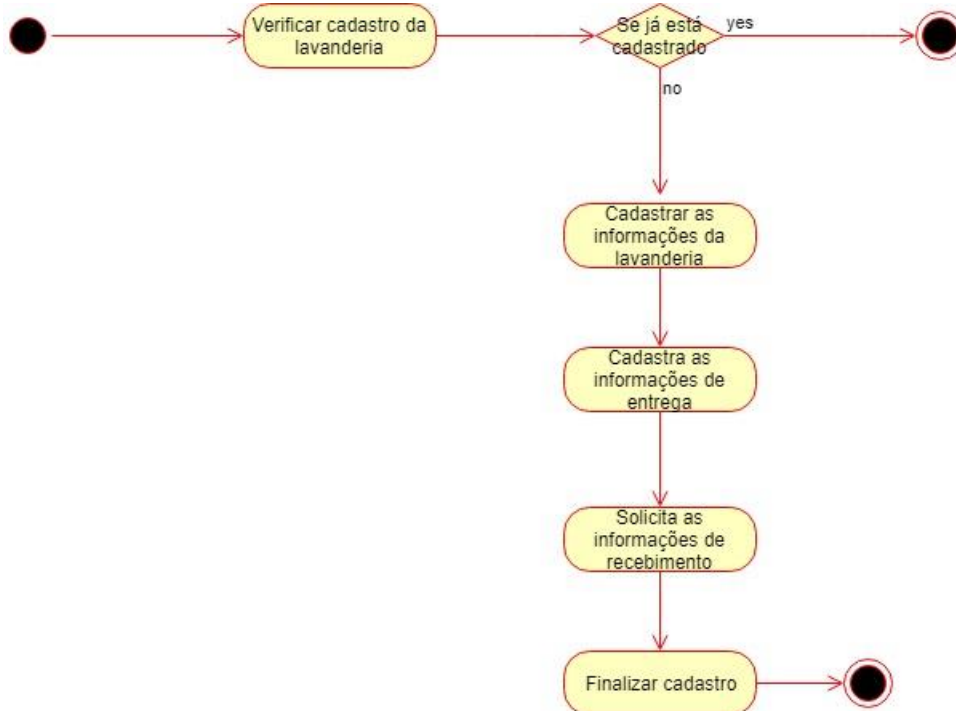 Verificar cadastro da
lavanderia
Se já está
cadastrado
yes
no
Cadastrar as
informações da
lavanderia
Cadastra as
informações de
entrega
Solicita as
informações de
recebimento
Finalizar cadastro